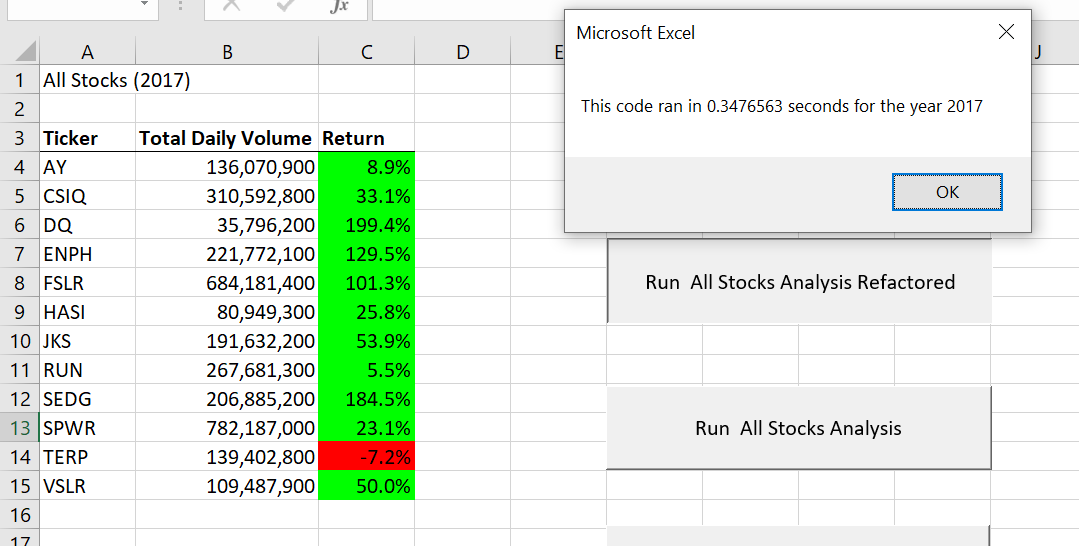 fx
Microsoft Excel
This code ran in 0.3476563 seconds for the year 2017
OK
A B C D E J
1 All Stocks (2017)
2
3 Ticker Total Daily Volume Return
4 AY 136,070,900 8.9%
5 CSIQ 310,592,800 33.1%
6 DQ 35,796,200 199.4%
7 ENPH 221,772,100 129.5%
8 FSLR 684,181,400 101.3%
9 HASI 80,949,300 25.8%
10 JKS 191,632,200 53.9%
11 RUN 267,681,300 5.5%
12 SEDG 206,885,200 184.5%
13 SPWR 782,187,000 23.1%
14 TERP 139,402,800 -7.2%
15 VSLR 109,487,900 50.0%
16
17
Run All Stocks Analysis Refactored
Run All Stocks Analysis